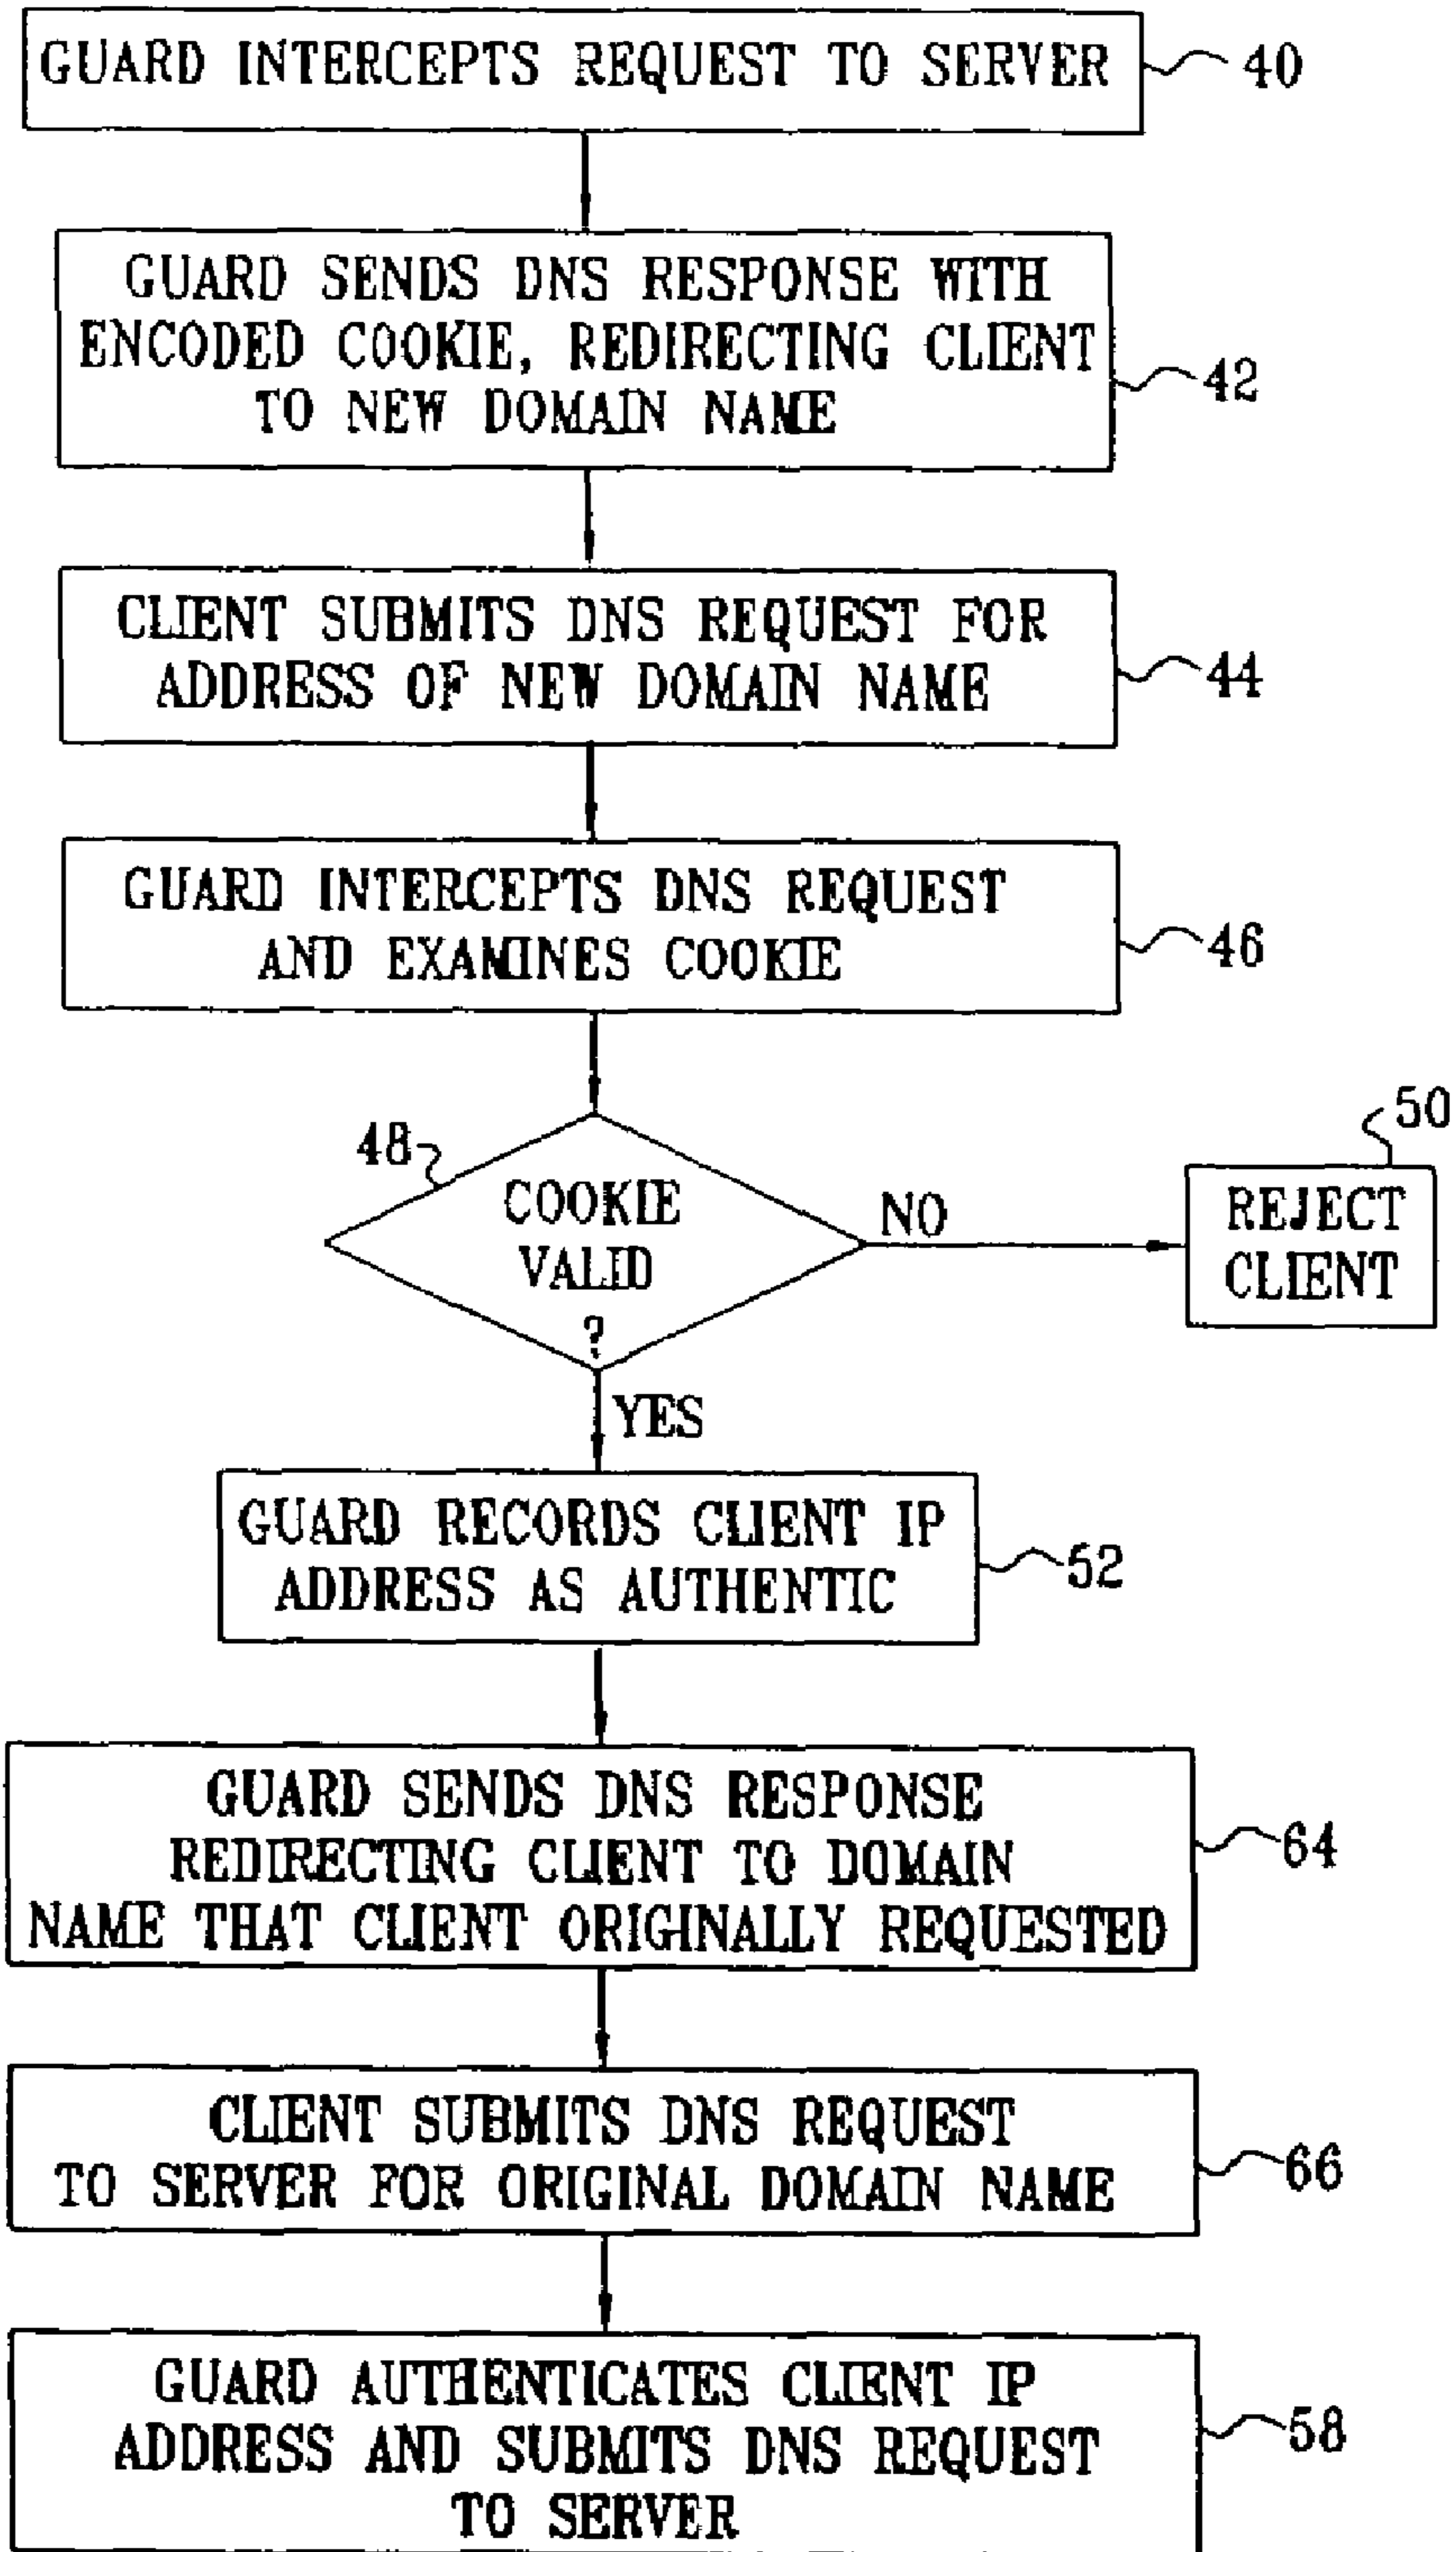 GUARD INTERCEPTS REQUEST TO SERVER
40
GUARD SENDS DNS RESPONSE WITH
ENCODED COOKIE, REDIRECTING CLIENT
TO NEW DOMAIN NAME
42
CLIENT SUBMITS DNS REQUEST FOR
ADDRESS OF NEW DOMAIN NAME
44
GUARD INTERCEPTS DNS REQUEST
AND EXAMINES COOKIE
46
48
COOKIE
VALID
?
NO
50
REJECT
CLIENT
YES
GUARD RECORDS CLIENT IP
ADDRESS AS AUTHENTIC
52
GUARD SENDS DNS RESPONSE
REDIRECTING CLIENT TO DOMAIN
NAME THAT CLIENT ORIGINALLY REQUESTED
64
CLIENT SUBMITS DNS REQUEST
TO SERVER FOR ORIGINAL DOMAIN NAME
66
GUARD AUTHENTICATES CLIENT IP
ADDRESS AND SUBMITS DNS REQUEST
TO SERVER
58